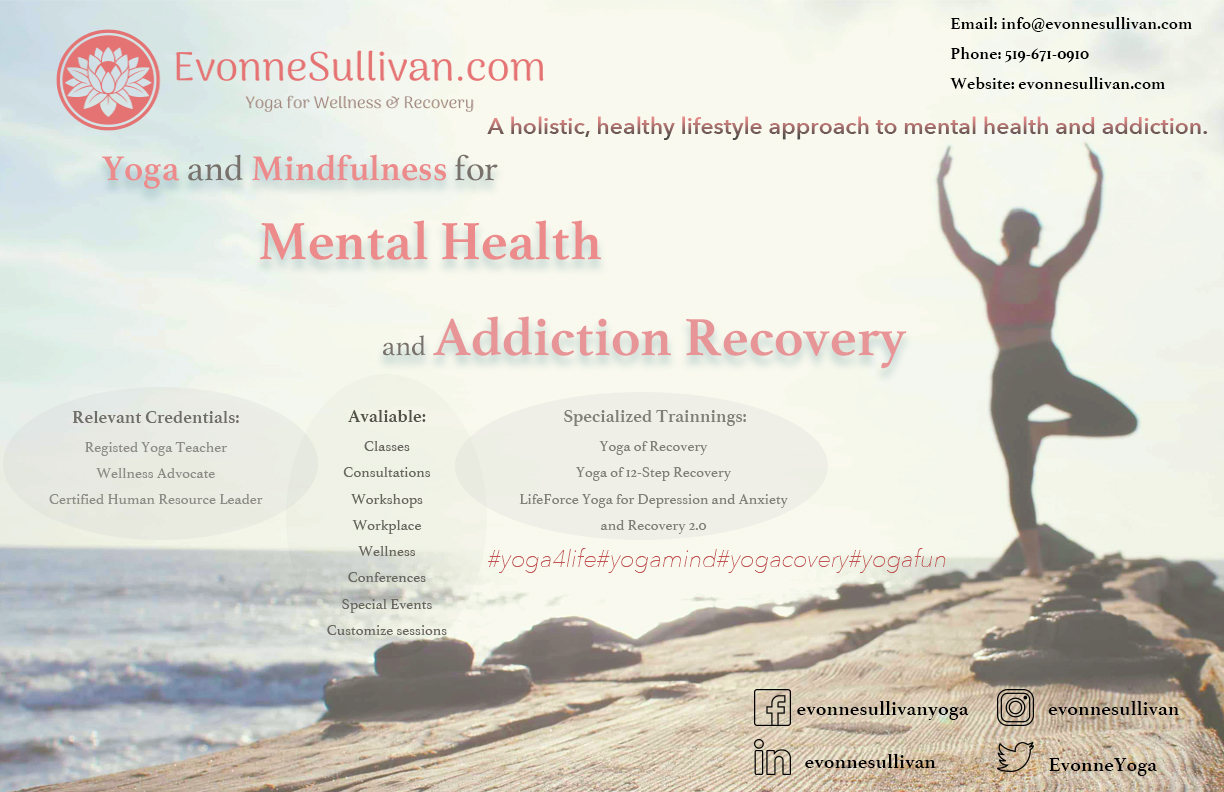 EvonneSullivan.com
Yoga for Wellness & Recovery
Email: info@evonnesullivan.com
Phone: 519-671-0910
Website: evonnesullivan.com
A holistic, healthy lifestyle approach to mental health and addiction.
Yoga and Mindfulness for
Mental Health
and Addiction Recovery
Relevant Credentials:
Registed Yoga Teacher
Wellness Advocate
Certified Human Resource Leader
Avaliable:
Classes
Consultations
Workshops
Workplace
Wellness
Conferences
Special Events
Customize sessions
Specialized Trainnings:
Yoga of Recovery
Yoga of 12-Step Recovery
LifeForce Yoga for Depression and Anxiety
and Recovery 2.0
#yoga4life#yogamind#yogacovery#yogafun
evonnesullivanyoga
evonnesullivan
evonnesullivan
EvonneYoga